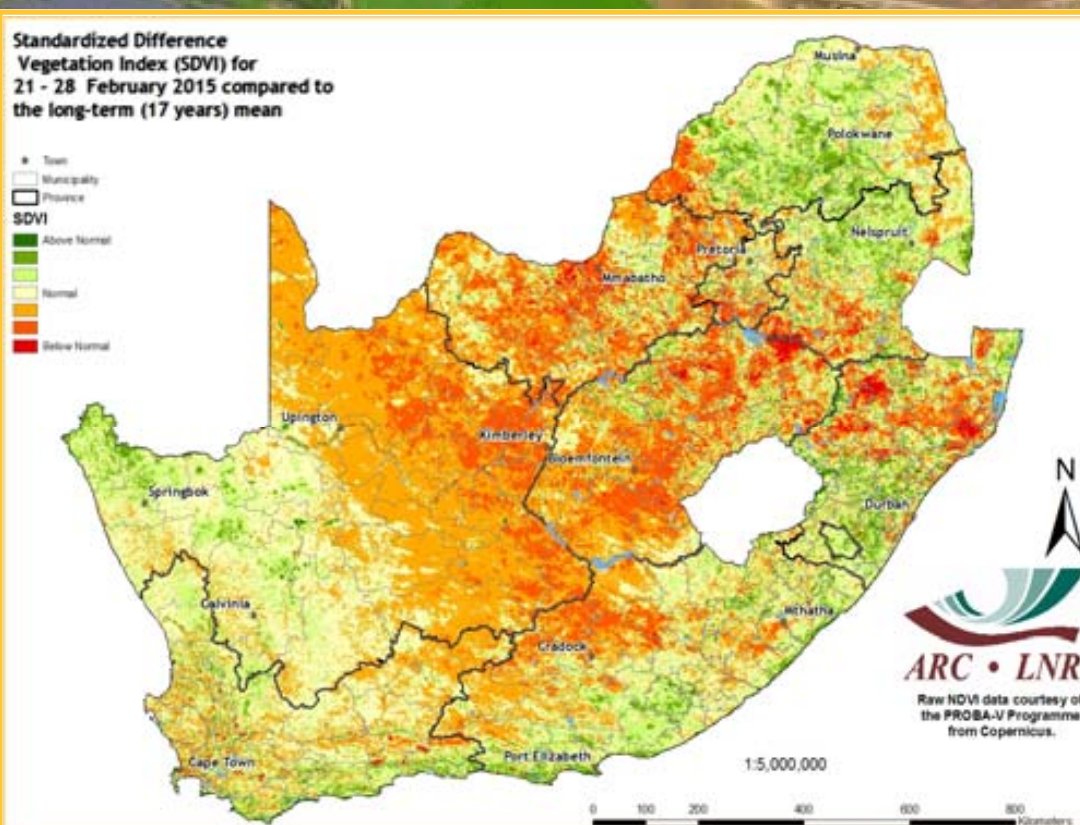 Standardized Difference
Vegetation Index (SDVI) for
21 - 28 February 2015 compared to
the long-term (17 years) mean
Town
Municipality
Province
SDVI
Above Normal
Normal
Below Normal
Musina
Polokwane
Nelspruit
Pretoria
Mmabatho
Upington
Kimberley
Bloemfontein
Springbok
Durban
Calvinia
Mthatha
Cradock
Cape Town
Port Elizabeth
N
ARC • LNR
Raw NDVI data courtesy of
the PROBA-V Programme
from Copernicus.
1:5,000,000
0 100 200 400 600 800
Kilometers